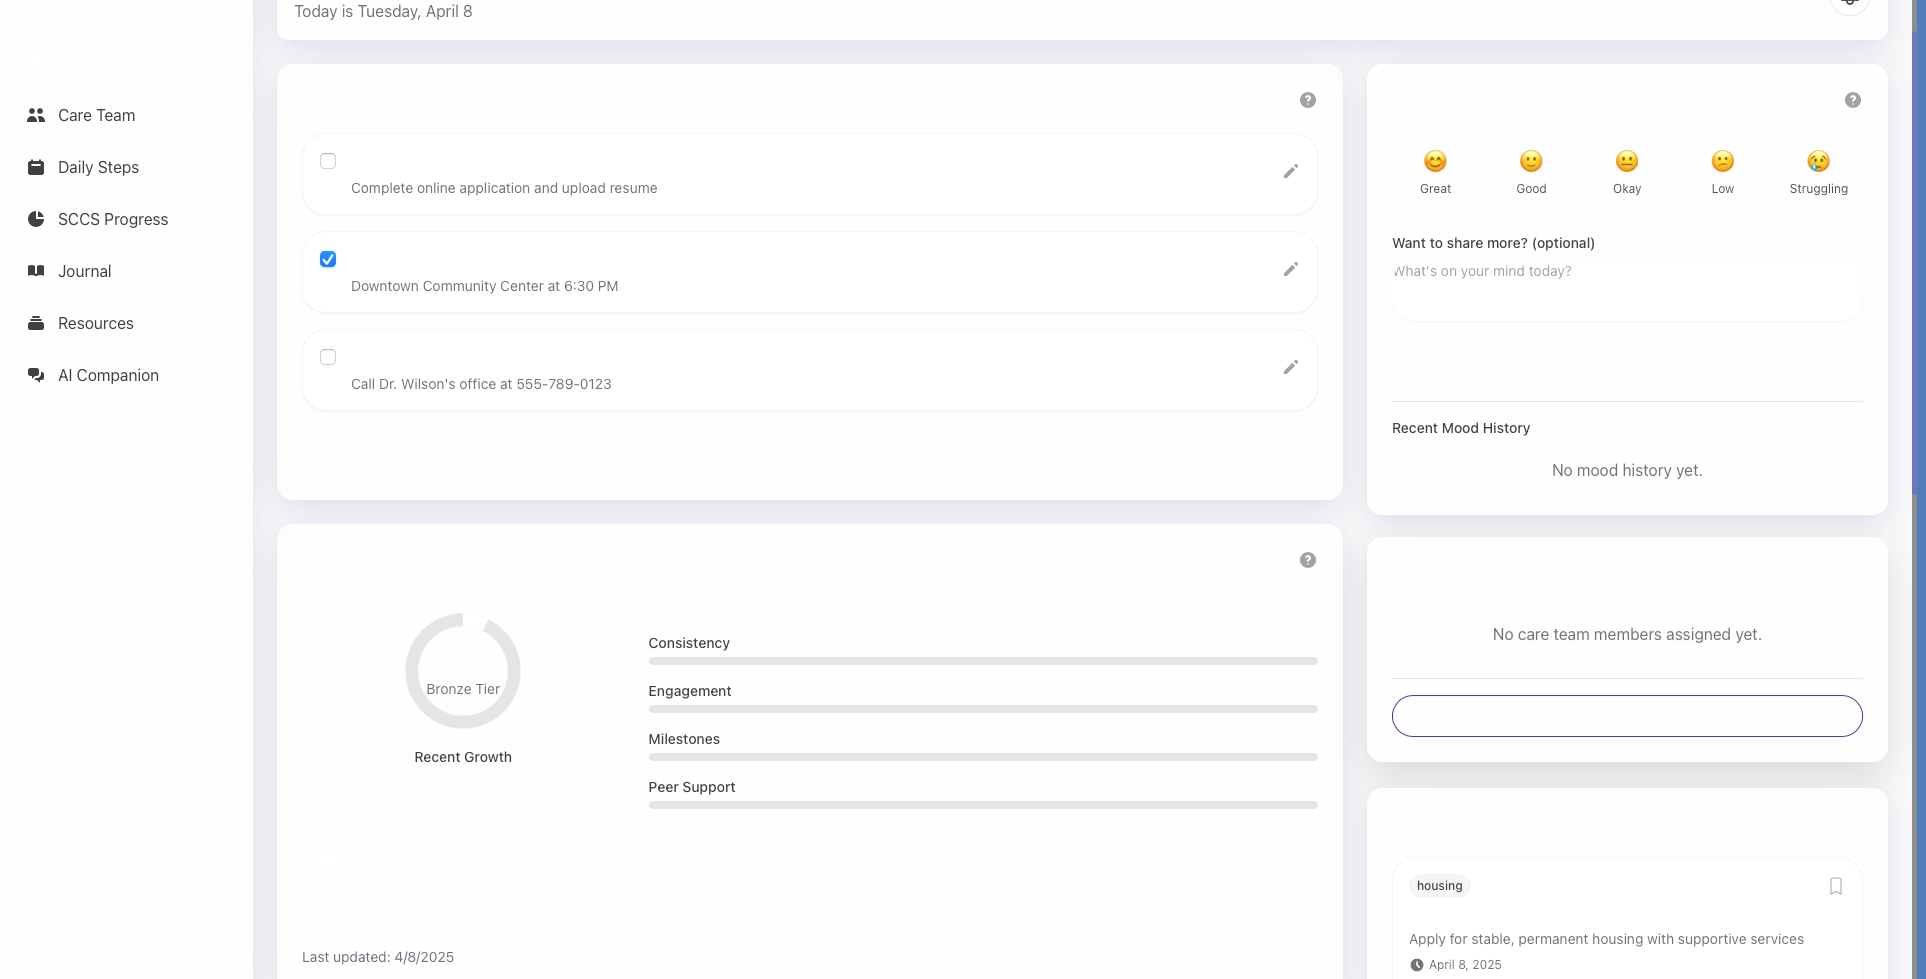 Today is Tuesday, April 8
Care Team
Daily Steps
SCCS Progress
Journal
Resources
AI Companion
Complete online application and upload resume
Downtown Community Center at 6:30 PM
Call Dr. Wilson's office at 555-789-0123
Great
Good
Okay
Low
Struggling
Want to share more? (optional)
What's on your mind today?
Recent Mood History
No mood history yet.
Bronze Tier
Recent Growth
Consistency
Engagement
Milestones
Peer Support
Last updated: 4/8/2025
No care team members assigned yet.
housing
Apply for stable, permanent housing with supportive services
April 8, 2025